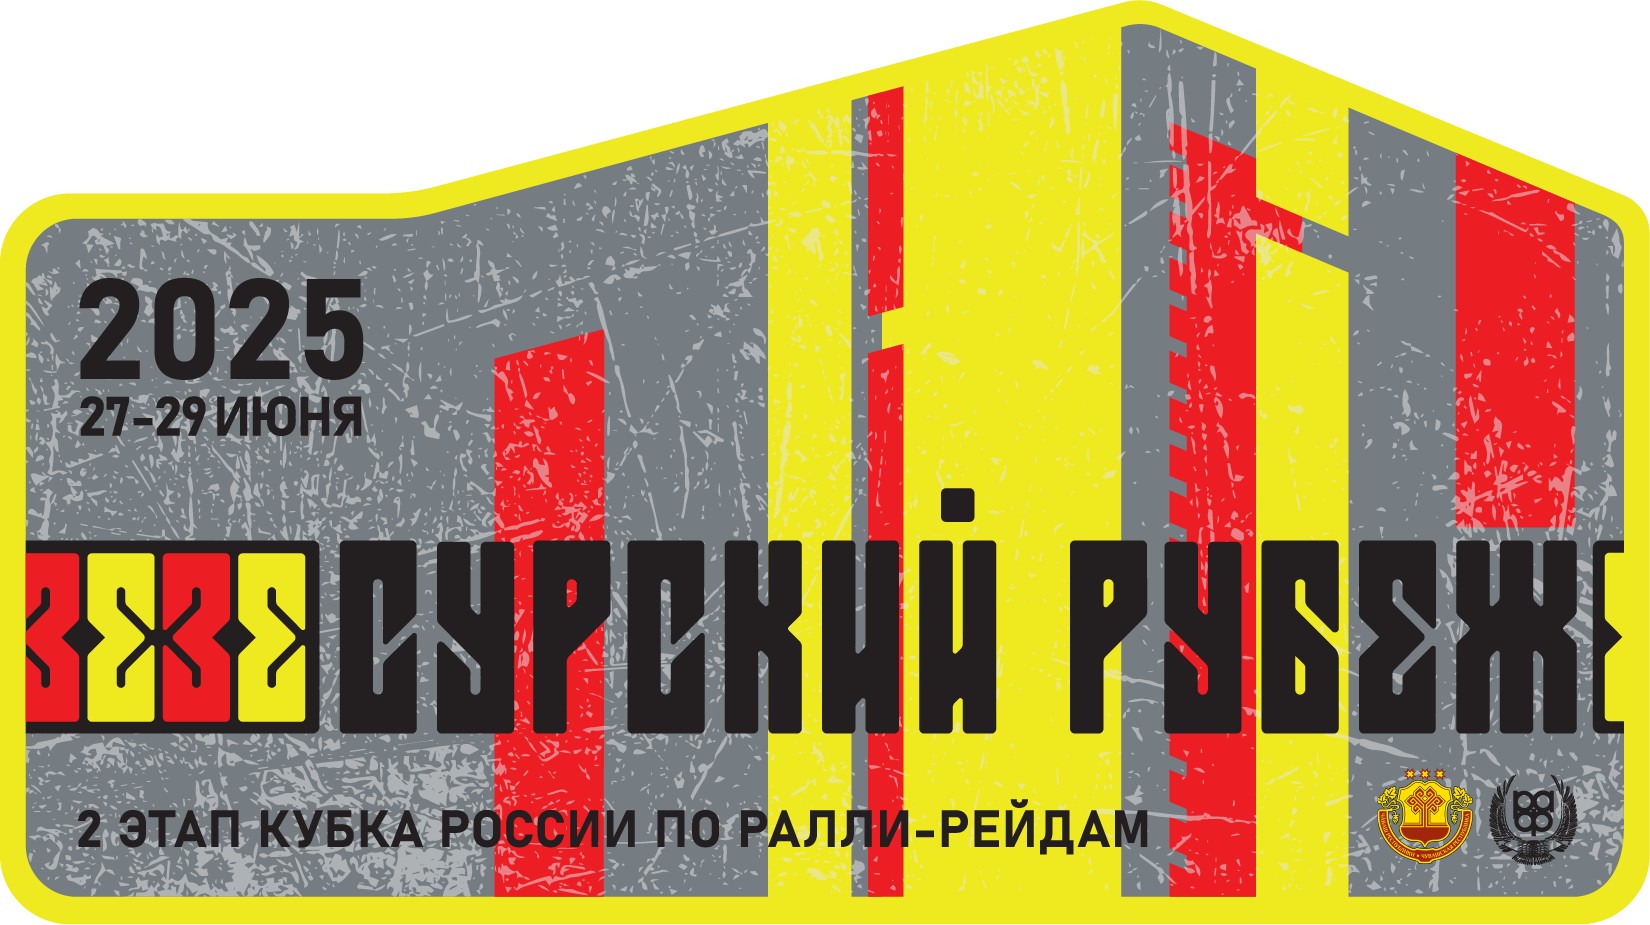 2025
27-29 ИЮНЯ
СУРСКИЙ РУБЕЖ
2 ЭТАП КУБКА РОССИИ ПО РАЛЛИ-РЕЙДАМ